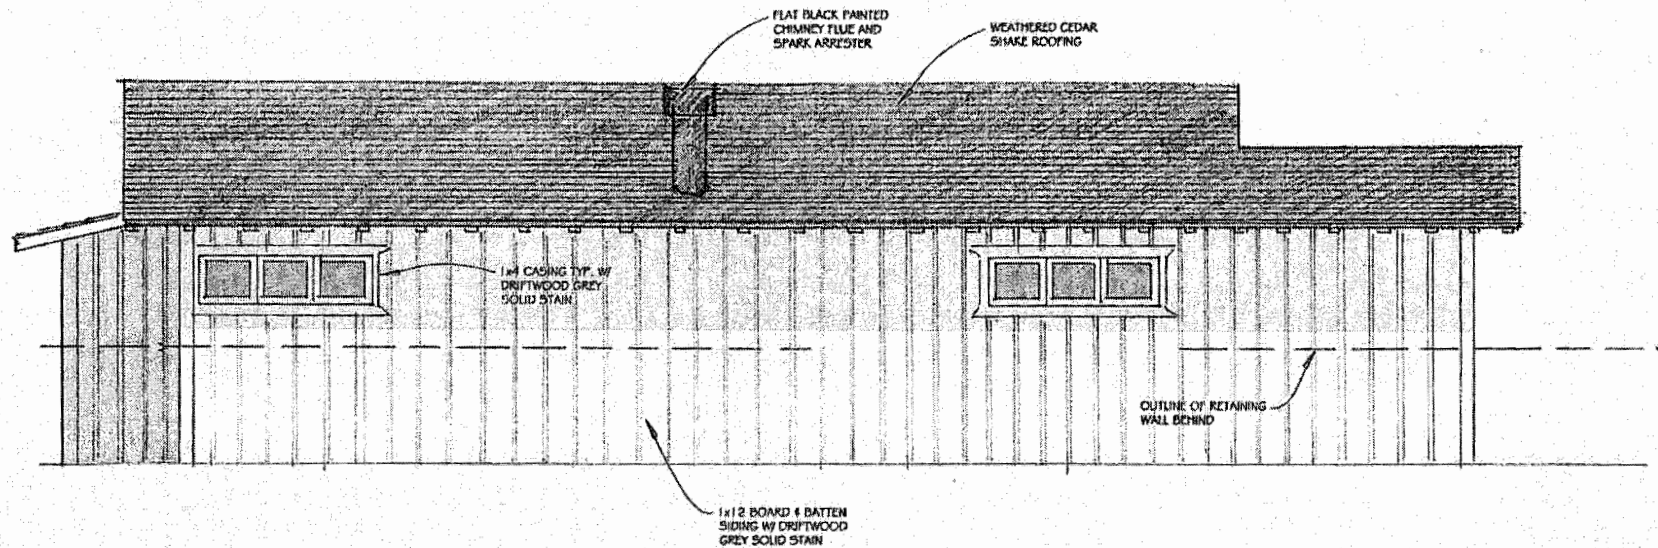 FLAT BLACK PAINTED
CHIMNEY FLUE AND
SPARK ARRESTER
WEATHERED CEDAR
SHAKE ROOFING
1x4 CASING TYP. W/
DRIFTWOOD GREY
SOLID STAIN
OUTLINE OF RETAINING
WALL BEHIND
1x12 BOARD & BATTEN
SIDING W/ DRIFTWOOD
GREY SOLID STAIN